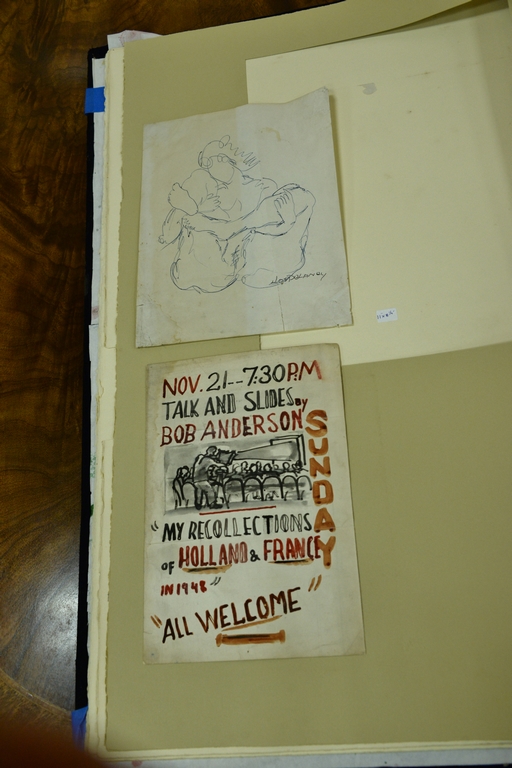 NOV. 21--7:30 P.M
TALK AND SLIDES BY
BOB ANDERSON
SUNDAY
"MY RECOLLECTIONS
OF HOLLAND & FRANCE
IN 1948"
"ALL WELCOME"